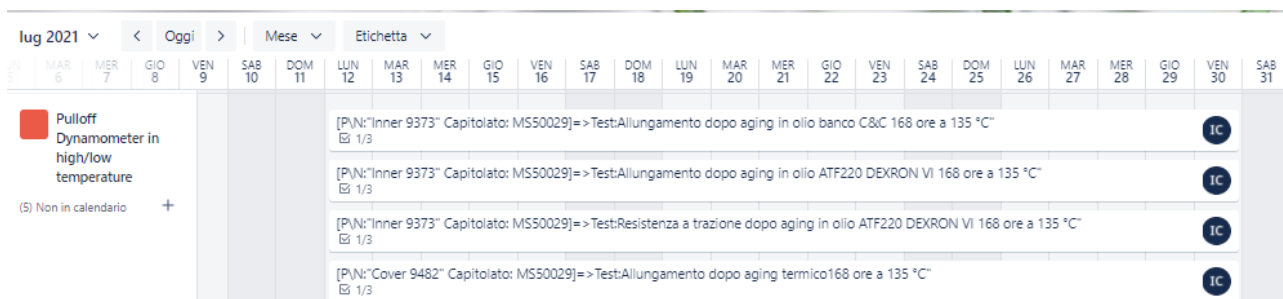 lug 2021 Oggi Mese Etichetta
MAR 6 MER 7 GIO 8 VEN 9 SAB 10 DOM 11 LUN 12 MAR 13 MER 14 GIO 15 VEN 16 SAB 17 DOM 18 LUN 19 MAR 20 MER 21 GIO 22 VEN 23 SAB 24 DOM 25 LUN 26 MAR 27 MER 28 GIO 29 VEN 30 SAB 31
Pulloff
Dynamometer in
high/low
temperature
(5) Non in calendario +
[P\N:"Inner 9373" Capitolato: MS50029]=>Test:Allungamento dopo aging in olio banco C&C 168 ore a 135 °C"
1/3
IC
[P\N:"Inner 9373" Capitolato: MS50029]=>Test:Allungamento dopo aging in olio ATF220 DEXRON VI 168 ore a 135 °C"
1/3
IC
[P\N:"Inner 9373" Capitolato: MS50029]=>Test:Resistenza a trazione dopo aging in olio ATF220 DEXRON VI 168 ore a 135 °C"
1/3
IC
[P\N:"Cover 9482" Capitolato: MS50029]=>Test:Allungamento dopo aging termico168 ore a 135 °C"
1/3
IC